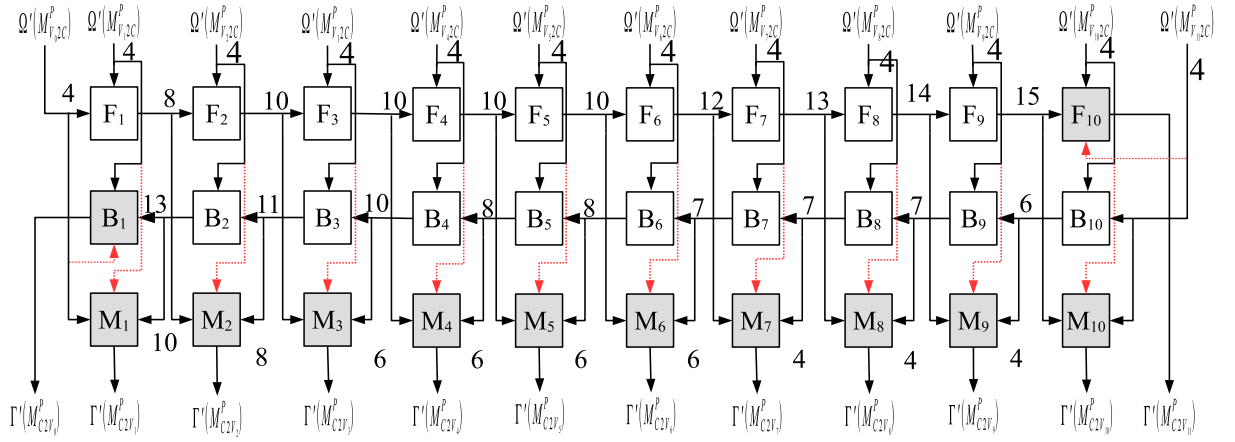 Ω'(M^P_{V_0 2C}) Ω'(M^P_{V_1 2C}) Ω'(M^P_{V_2 2C}) Ω'(M^P_{V_3 2C}) Ω'(M^P_{V_4 2C}) Ω'(M^P_{V_5 2C}) Ω'(M^P_{V_6 2C}) Ω'(M^P_{V_7 2C}) Ω'(M^P_{V_8 2C}) Ω'(M^P_{V_9 2C}) Ω'(M^P_{V_10 2C}) Ω'(M^P_{V_11 2C})
4 4 4 4 4 4 4 4 4 4 4
4 F₁ 8 F₂ 10 F₃ 10 F₄ 10 F₅ 10 F₆ 12 F₇ 13 F₈ 14 F₉ 15 F₁₀
B₁ 13 B₂ 11 B₃ 10 B₄ 8 B₅ 8 B₆ 7 B₇ 7 B₈ 7 B₉ 6 B₁₀
M₁ M₂ M₃ M₄ M₅ M₆ M₇ M₈ M₉ M₁₀
10 8 6 6 6 6 4 4 4
Γ'(M^P_{C2V_0}) Γ'(M^P_{C2V_1}) Γ'(M^P_{C2V_2}) Γ'(M^P_{C2V_3}) Γ'(M^P_{C2V_4}) Γ'(M^P_{C2V_5}) Γ'(M^P_{C2V_6}) Γ'(M^P_{C2V_7}) Γ'(M^P_{C2V_8}) Γ'(M^P_{C2V_9}) Γ'(M^P_{C2V_10}) Γ'(M^P_{C2V_11})